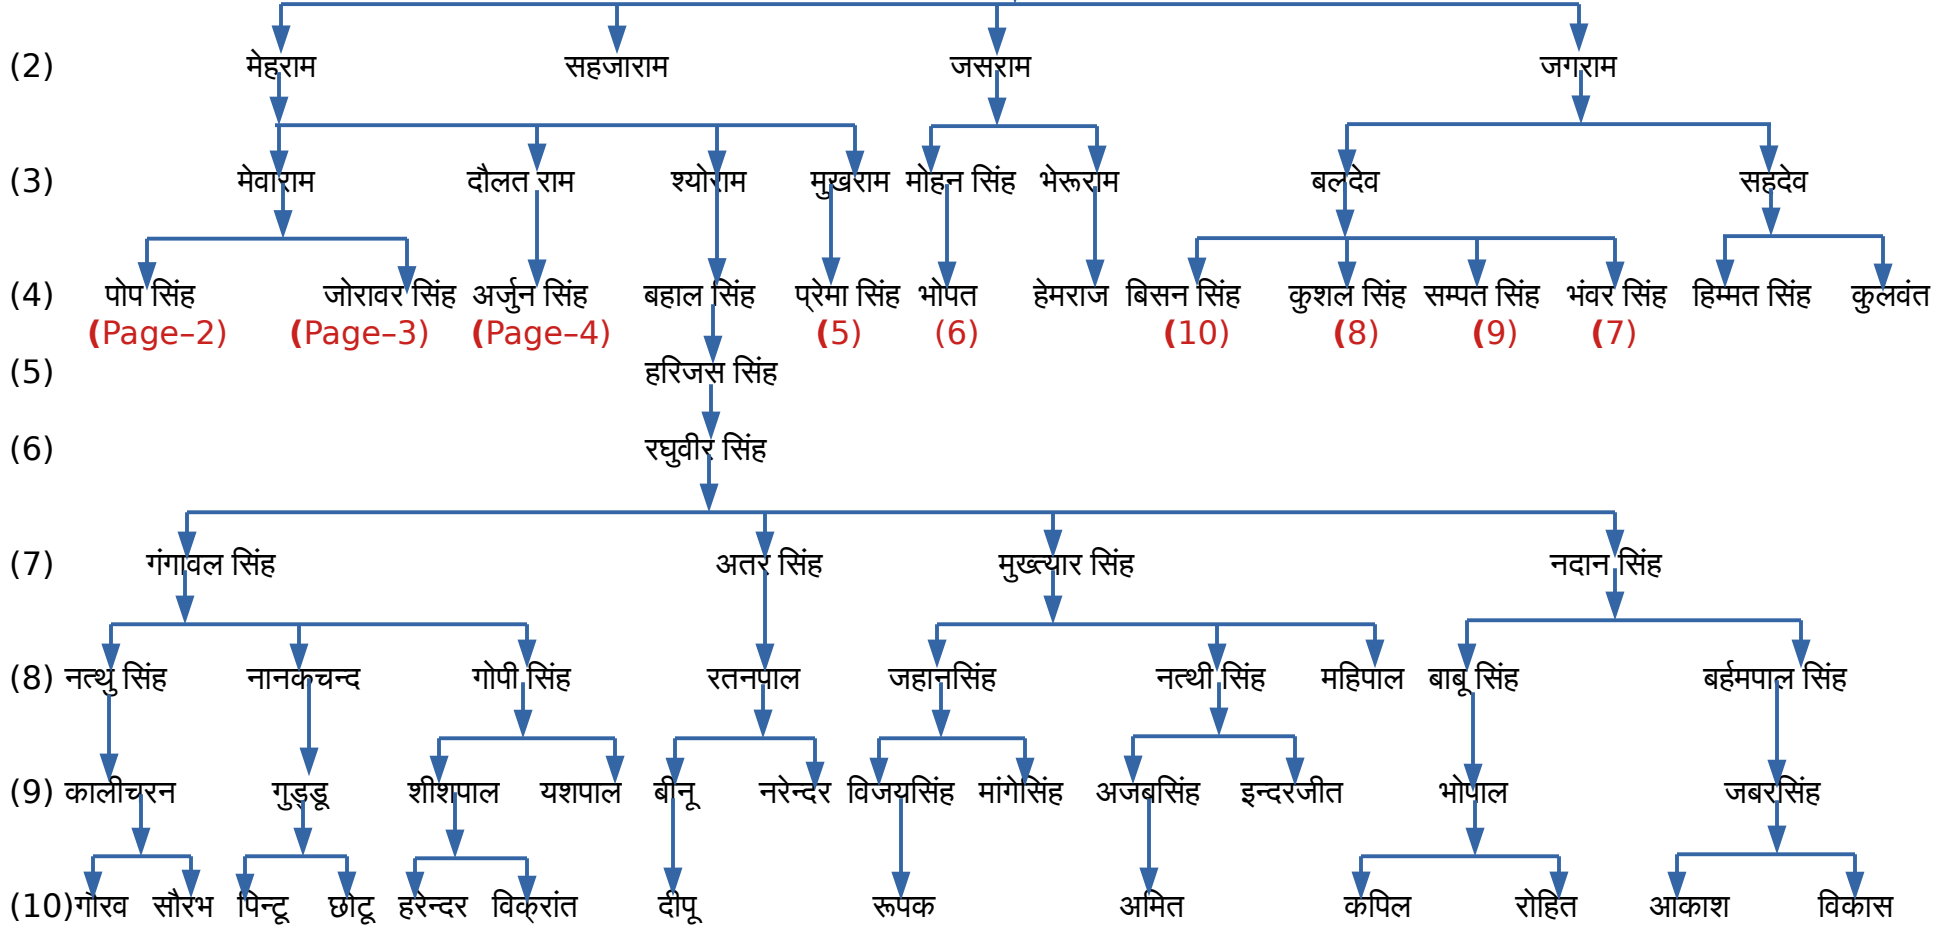 (2) मेहराम सहजाराम जसराम जगराम
(3) मेवाराम दौलत राम श्योराम मुखराम मोहन सिंह भेरूराम बलदेव सहदेव
(4) पोप सिंह जोरावर सिंह अर्जुन सिंह बहाल सिंह प्रेमा सिंह भोपत हेमराज बिसन सिंह कुशल सिंह सम्पत सिंह भंवर सिंह हिम्मत सिंह कुलवंत
(Page–2) (Page–3) (Page–4) (5) (6) (10) (8) (9) (7)
(5) हरिजस सिंह
(6) रघुवीर सिंह
(7) गंगावल सिंह अतर सिंह मुख्त्यार सिंह नदान सिंह
(8) नत्थु सिंह नानकचन्द गोपी सिंह रतनपाल जहानसिंह नत्थी सिंह महिपाल बाबू सिंह बर्हमपाल सिंह
(9) कालीचरन गुड्डू शीशपाल यशपाल बीनू नरेन्दर विजयसिंह मांगेसिंह अजबसिंह इन्दरजीत भोपाल जबरसिंह
(10) गौरव सौरभ पिन्टू छोटू हरेन्दर विक्रांत दीपू रूपक अमित कपिल रोहित आकाश विकास